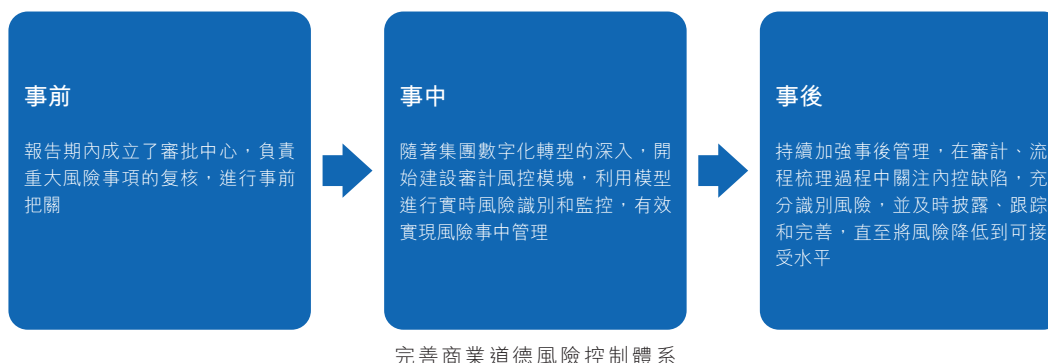 事前
報告期內成立了審批中心，負責
重大風險事項的复核，進行事前
把關
事中
隨著集團數字化轉型的深入，開
始建設審計風控模塊，利用模型
進行實時風險識別和監控，有效
實現風險事中管理
事後
持續加強事後管理，在審計、流
程梳理過程中關注內控缺陷，充
分識別風險，並及時披露、跟踪
和完善，直至將風險降低到可接
受水平
完善商業道德風險控制體系